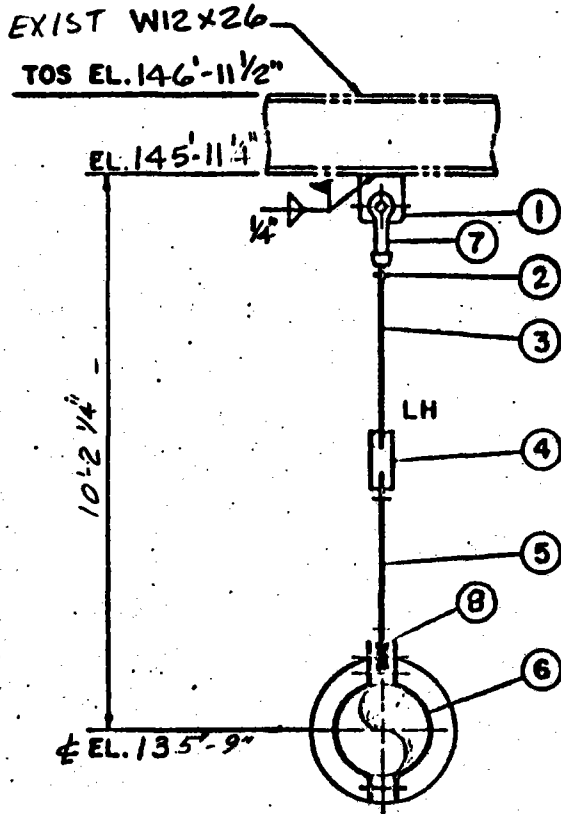 EXIST W12X26
TOS EL.146'-11½"
EL.145'-11¼"
¼"
1
7
2
3
LH
4
10'-2¼"
5
8
6
℄ EL.135'-9"